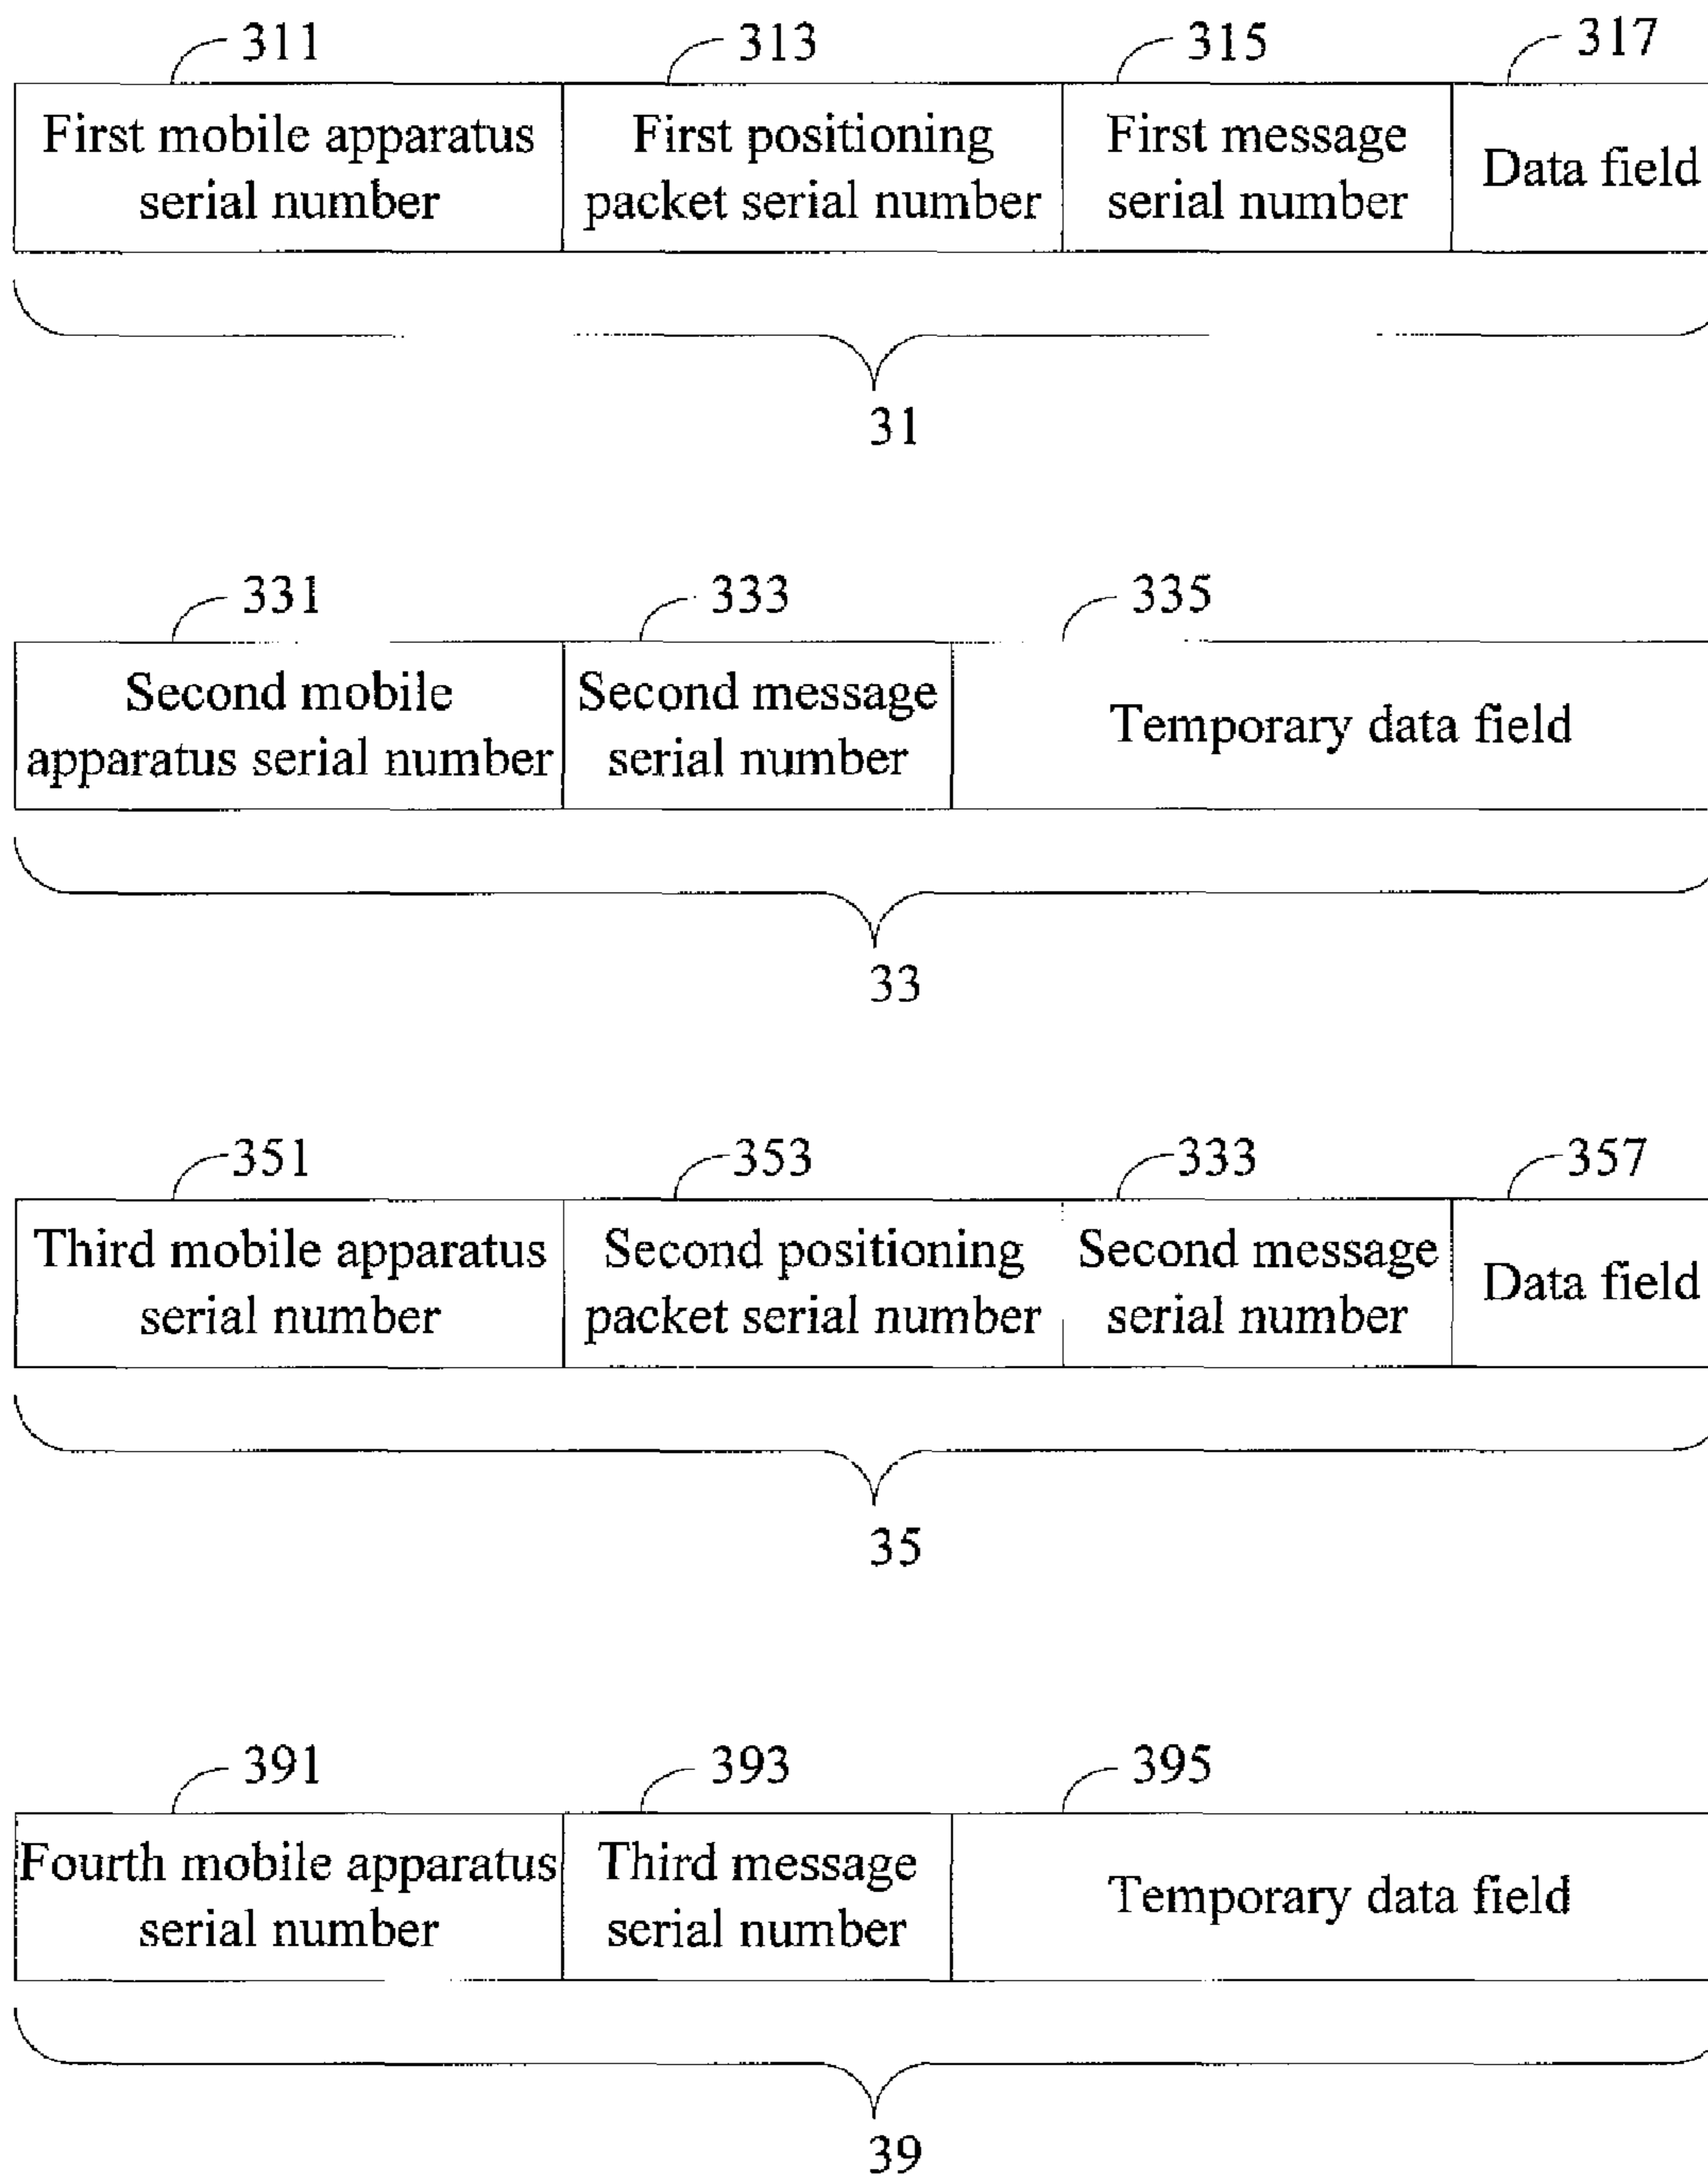 311 313 315 317
First mobile apparatus First positioning First message Data field
serial number packet serial number serial number
31
331 333 335
Second mobile Second message Temporary data field
apparatus serial number serial number
33
351 353 333 357
Third mobile apparatus Second positioning Second message Data field
serial number packet serial number serial number
35
391 393 395
Fourth mobile apparatus Third message Temporary data field
serial number serial number
39